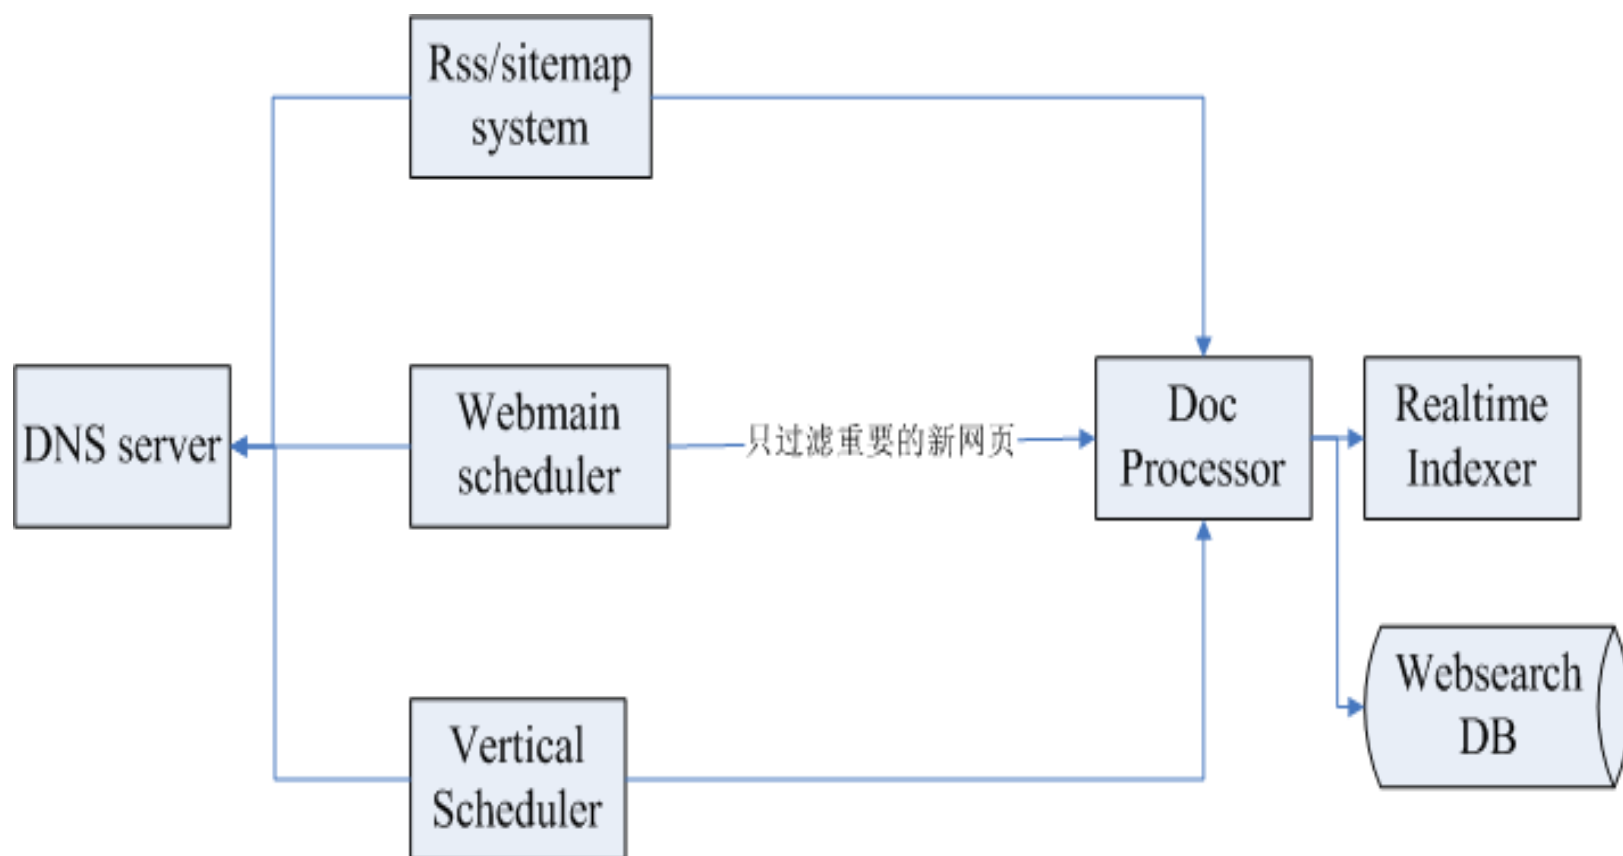 Rss/sitemap
system
DNS server
Webmain
scheduler
只过滤重要的新网页
Doc
Processor
Realtime
Indexer
Websearch
DB
Vertical
Scheduler